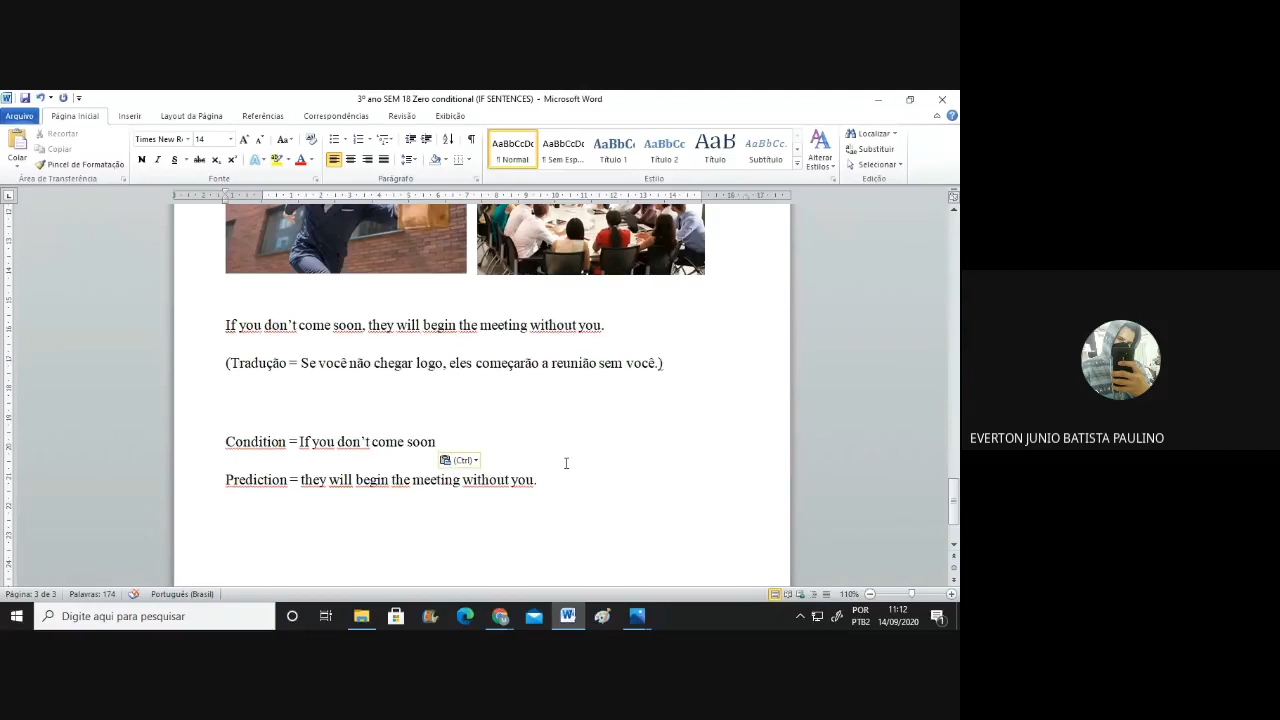 3º ano SEM 18 Zero conditional (IF SENTENCES) - Microsoft Word
Arquivo Página Inicial Inserir Layout da Página Referências Correspondências Revisão Exibição
Colar
Recortar
Copiar
Pincel de Formatação
Área de Transferência
Times New R 14
Fonte
Parágrafo
AaBbCcDc AaBbCcDc AaBbC AaBbCc AaB AaBbCc.
¶ Normal ¶ Sem Esp... Título 1 Título 2 Título Subtítulo
Alterar Estilos
Estilo
Localizar
Substituir
Selecionar
Edição
If you don't come soon, they will begin the meeting without you.
(Tradução = Se você não chegar logo, eles começarão a reunião sem você.)
Condition = If you don't come soon
(Ctrl)
Prediction = they will begin the meeting without you.
Página: 3 de 3 Palavras: 174 Português (Brasil) 110%
Digite aqui para pesquisar
POR
PTB2
11:12
14/09/2020
EVERTON JUNIO BATISTA PAULINO